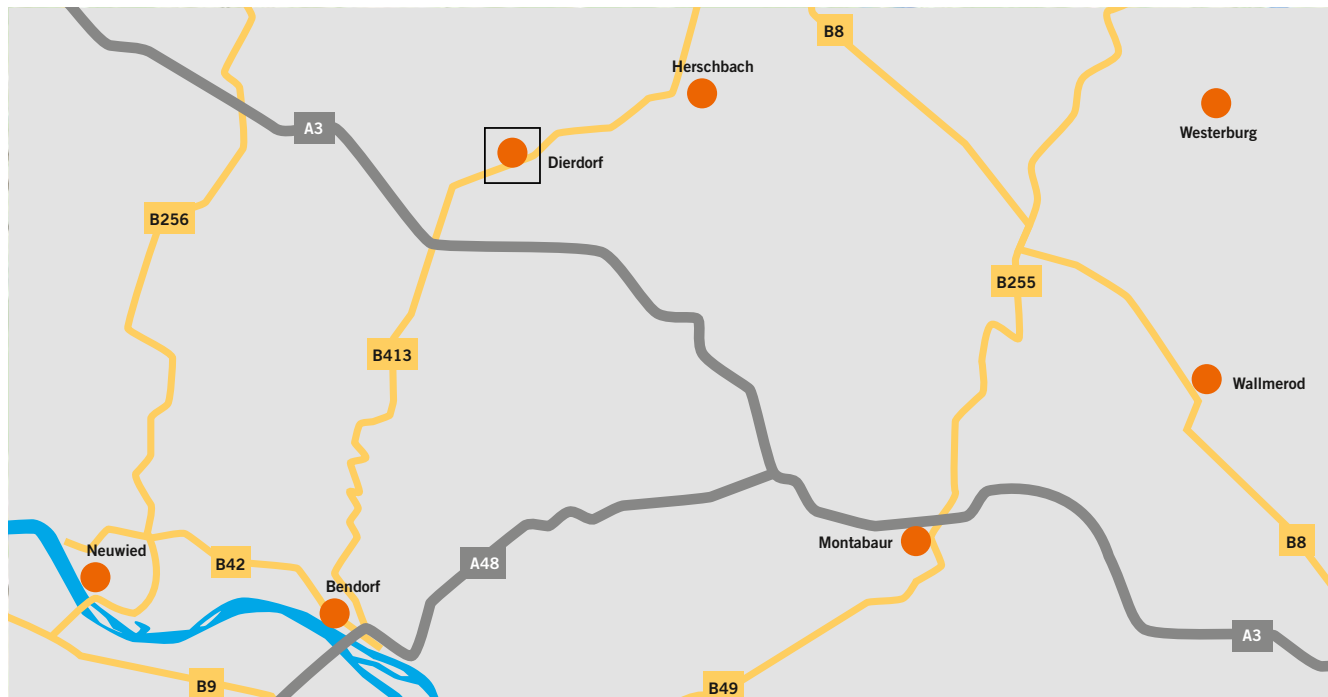 B8
Herschbach
Westerburg
A3
Dierdorf
B256
B255
B413
Wallmerod
Montabaur
B8
Neuwied
B42
A48
Bendorf
A3
B9
B49